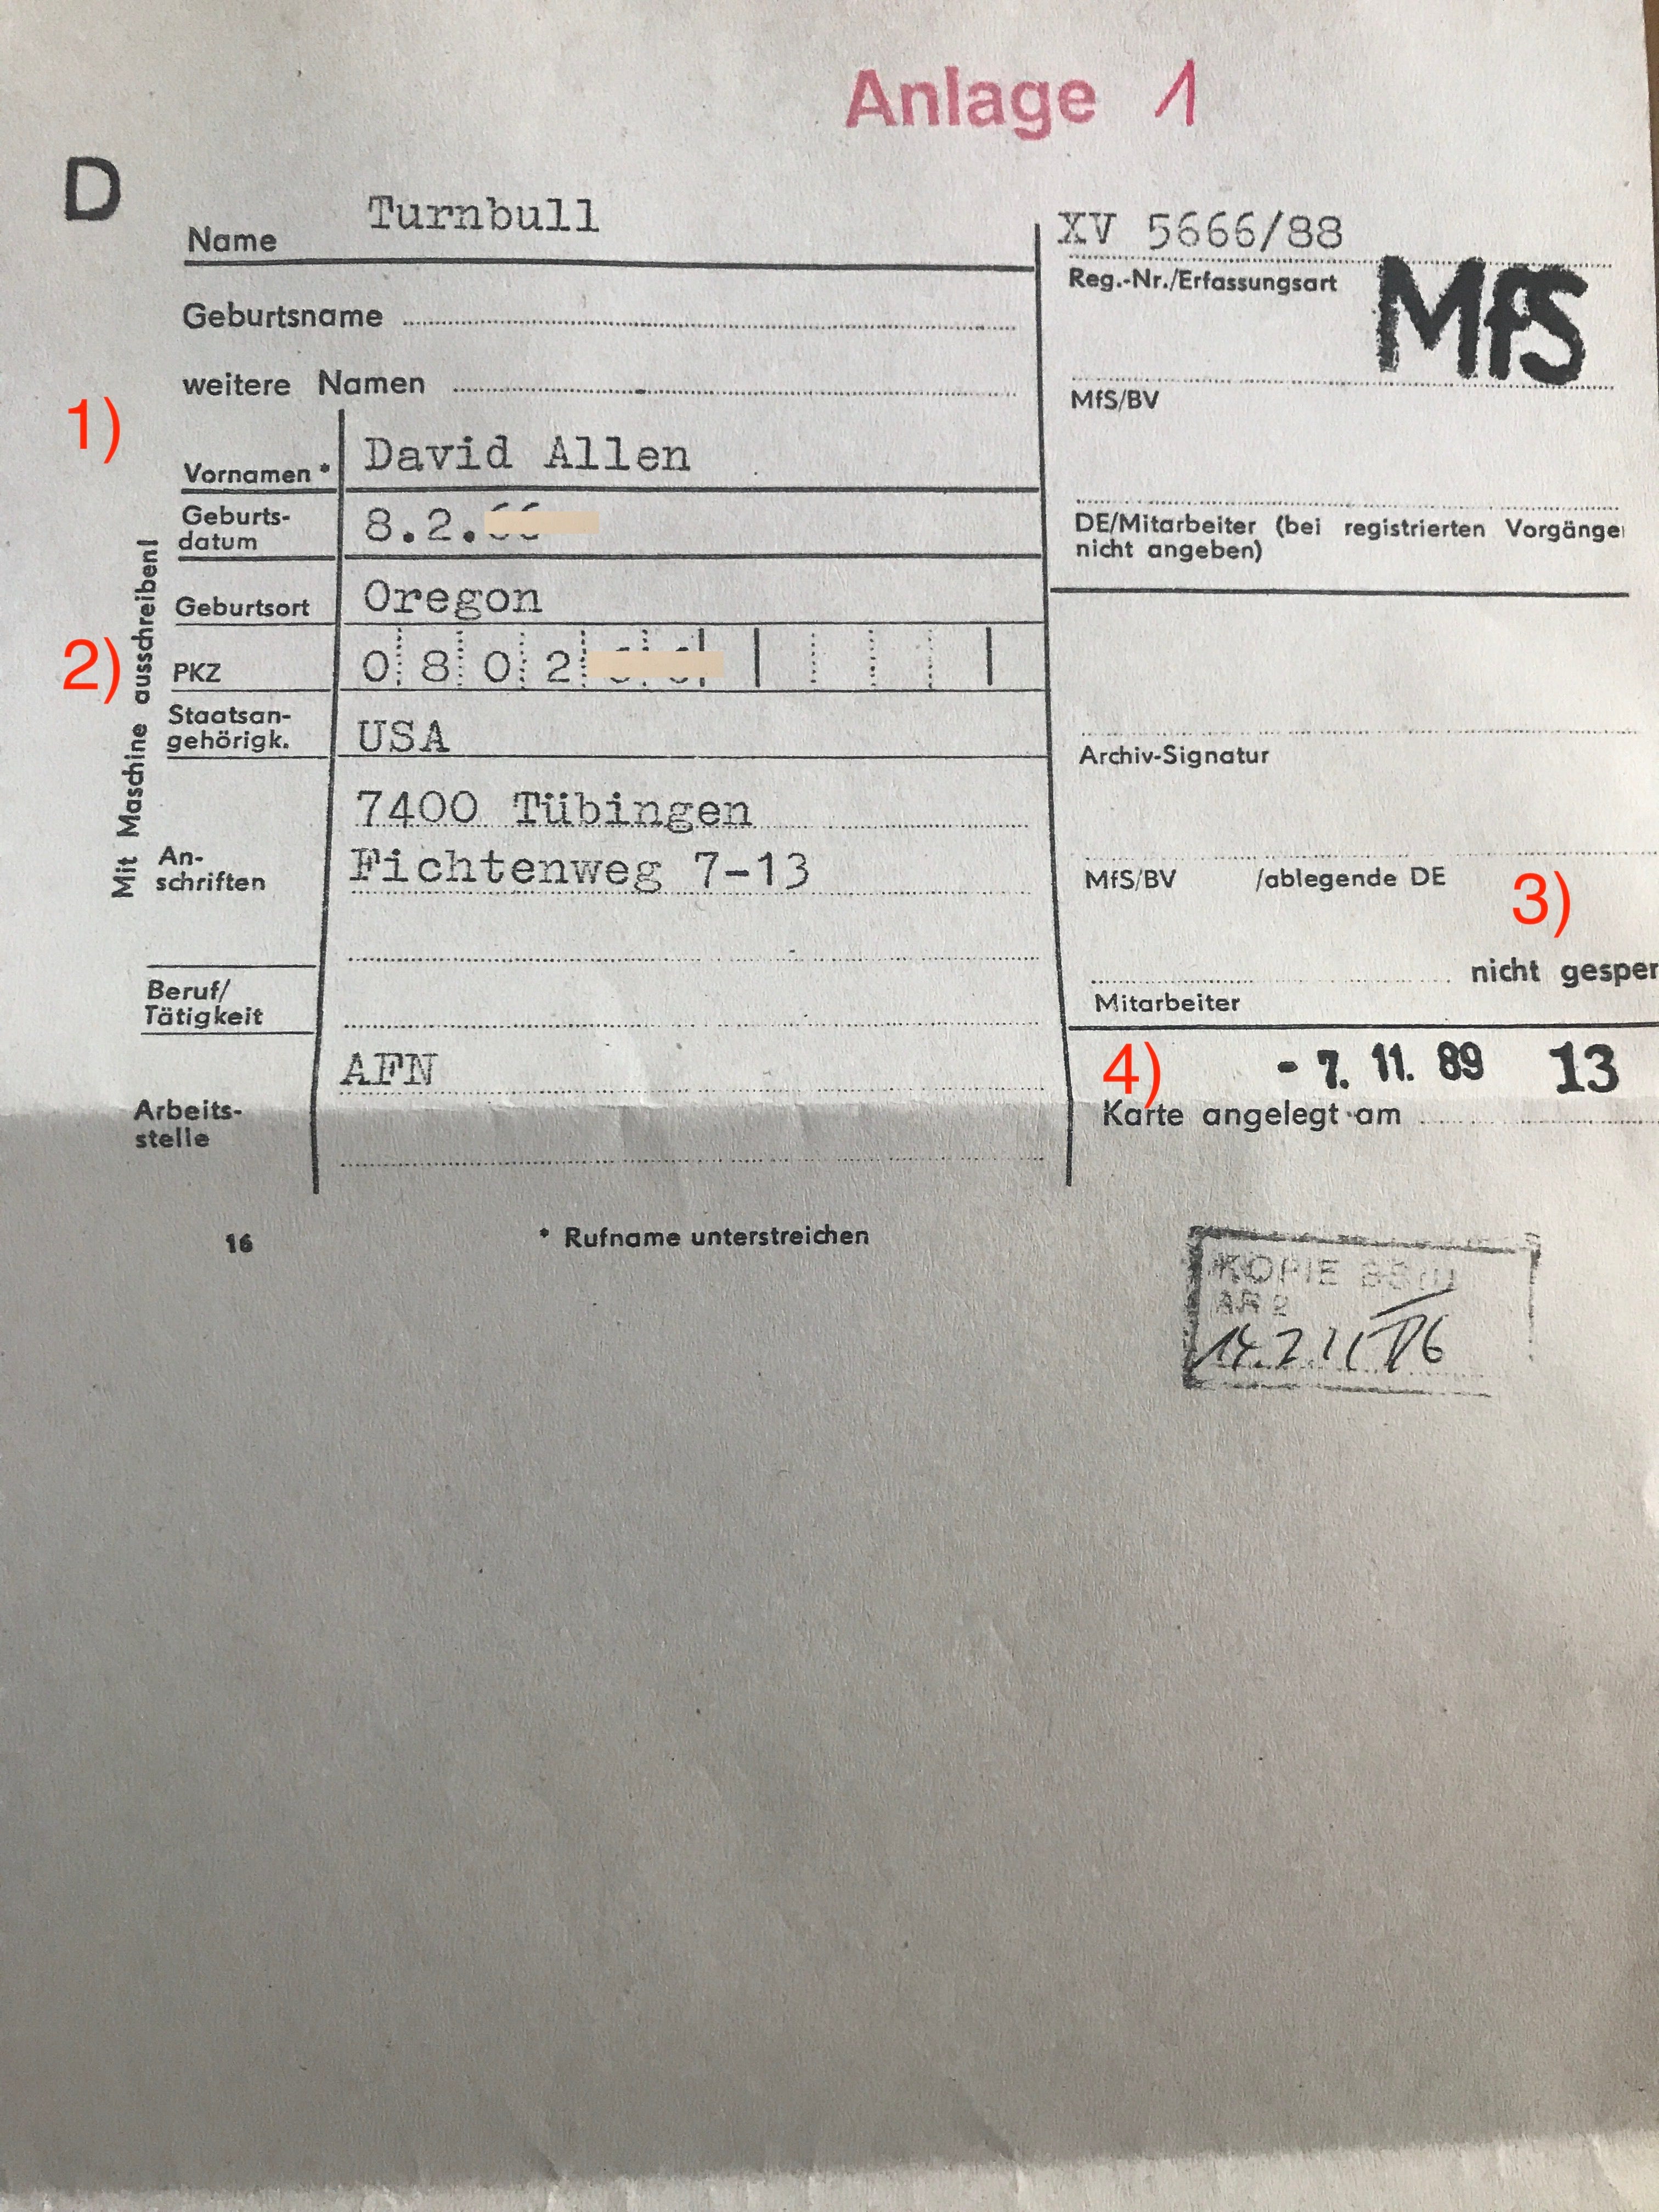 Anlage 1
D
Name Turnbull
Geburtsname
weitere Namen
1)
Vornamen * David Allen
Geburts-
datum 8.2.
Geburtsort Oregon
2)
PKZ 0 8 0 2
Staatsan-
gehörigk. USA
7400 Tübingen
An-
schriften Fichtenweg 7-13
Beruf/
Tätigkeit
AFN
Arbeits-
stelle
Mit Maschine ausschreiben!
16
* Rufname unterstreichen
XV 5666/88
Reg.-Nr./Erfassungsart
MfS
MfS/BV
DE/Mitarbeiter (bei registrierten Vorgänge
nicht angeben)
Archiv-Signatur
MfS/BV /ablegende DE
3)
nicht gesper
Mitarbeiter
4)
- 7. 11. 89 13
Karte angelegt am
KOPIE
AR 2